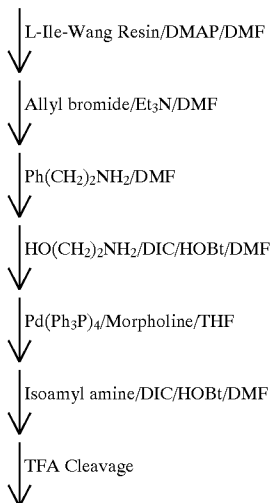 L-Ile-Wang Resin/DMAP/DMF
Allyl bromide/Et₃N/DMF
Ph(CH₂)₂NH₂/DMF
HO(CH₂)₂NH₂/DIC/HOBt/DMF
Pd(Ph₃P)₄/Morpholine/THF
Isoamyl amine/DIC/HOBt/DMF
TFA Cleavage